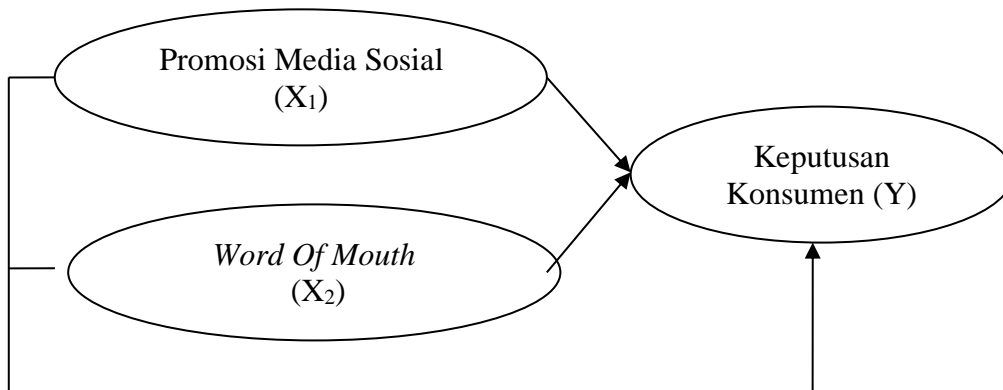 Promosi Media Sosial
(X₁)
Keputusan
Konsumen (Y)
Word Of Mouth
(X₂)